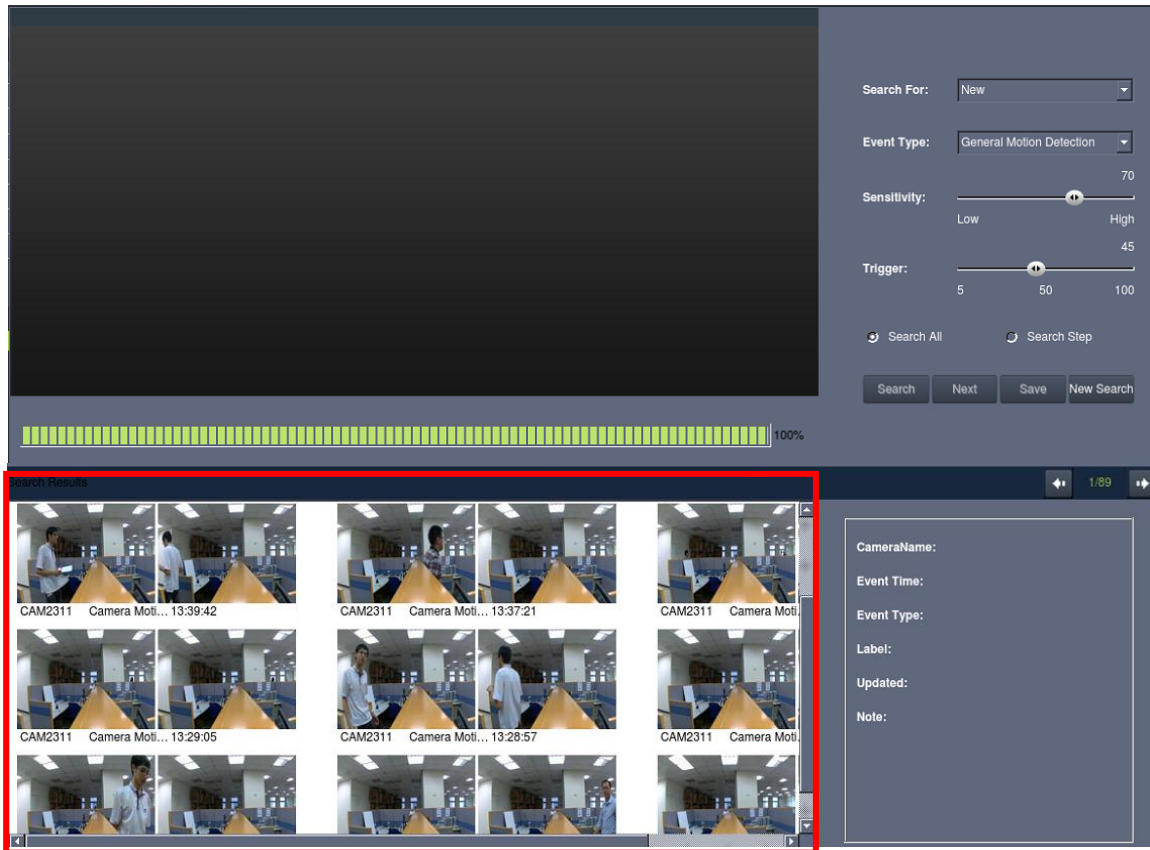 Search For: New
Event Type: General Motion Detection
70
Sensitivity:
Low High
45
Trigger:
5 50 100
Search All Search Step
Search Next Save New Search
100%
Search Results
1/89
CAM2311 Camera Moti... 13:39:42
CAM2311 Camera Moti... 13:37:21
CAM2311 Camera Moti.
CAM2311 Camera Moti... 13:29:05
CAM2311 Camera Moti... 13:28:57
CAM2311 Camera Moti.
CameraName:
Event Time:
Event Type:
Label:
Updated:
Note: